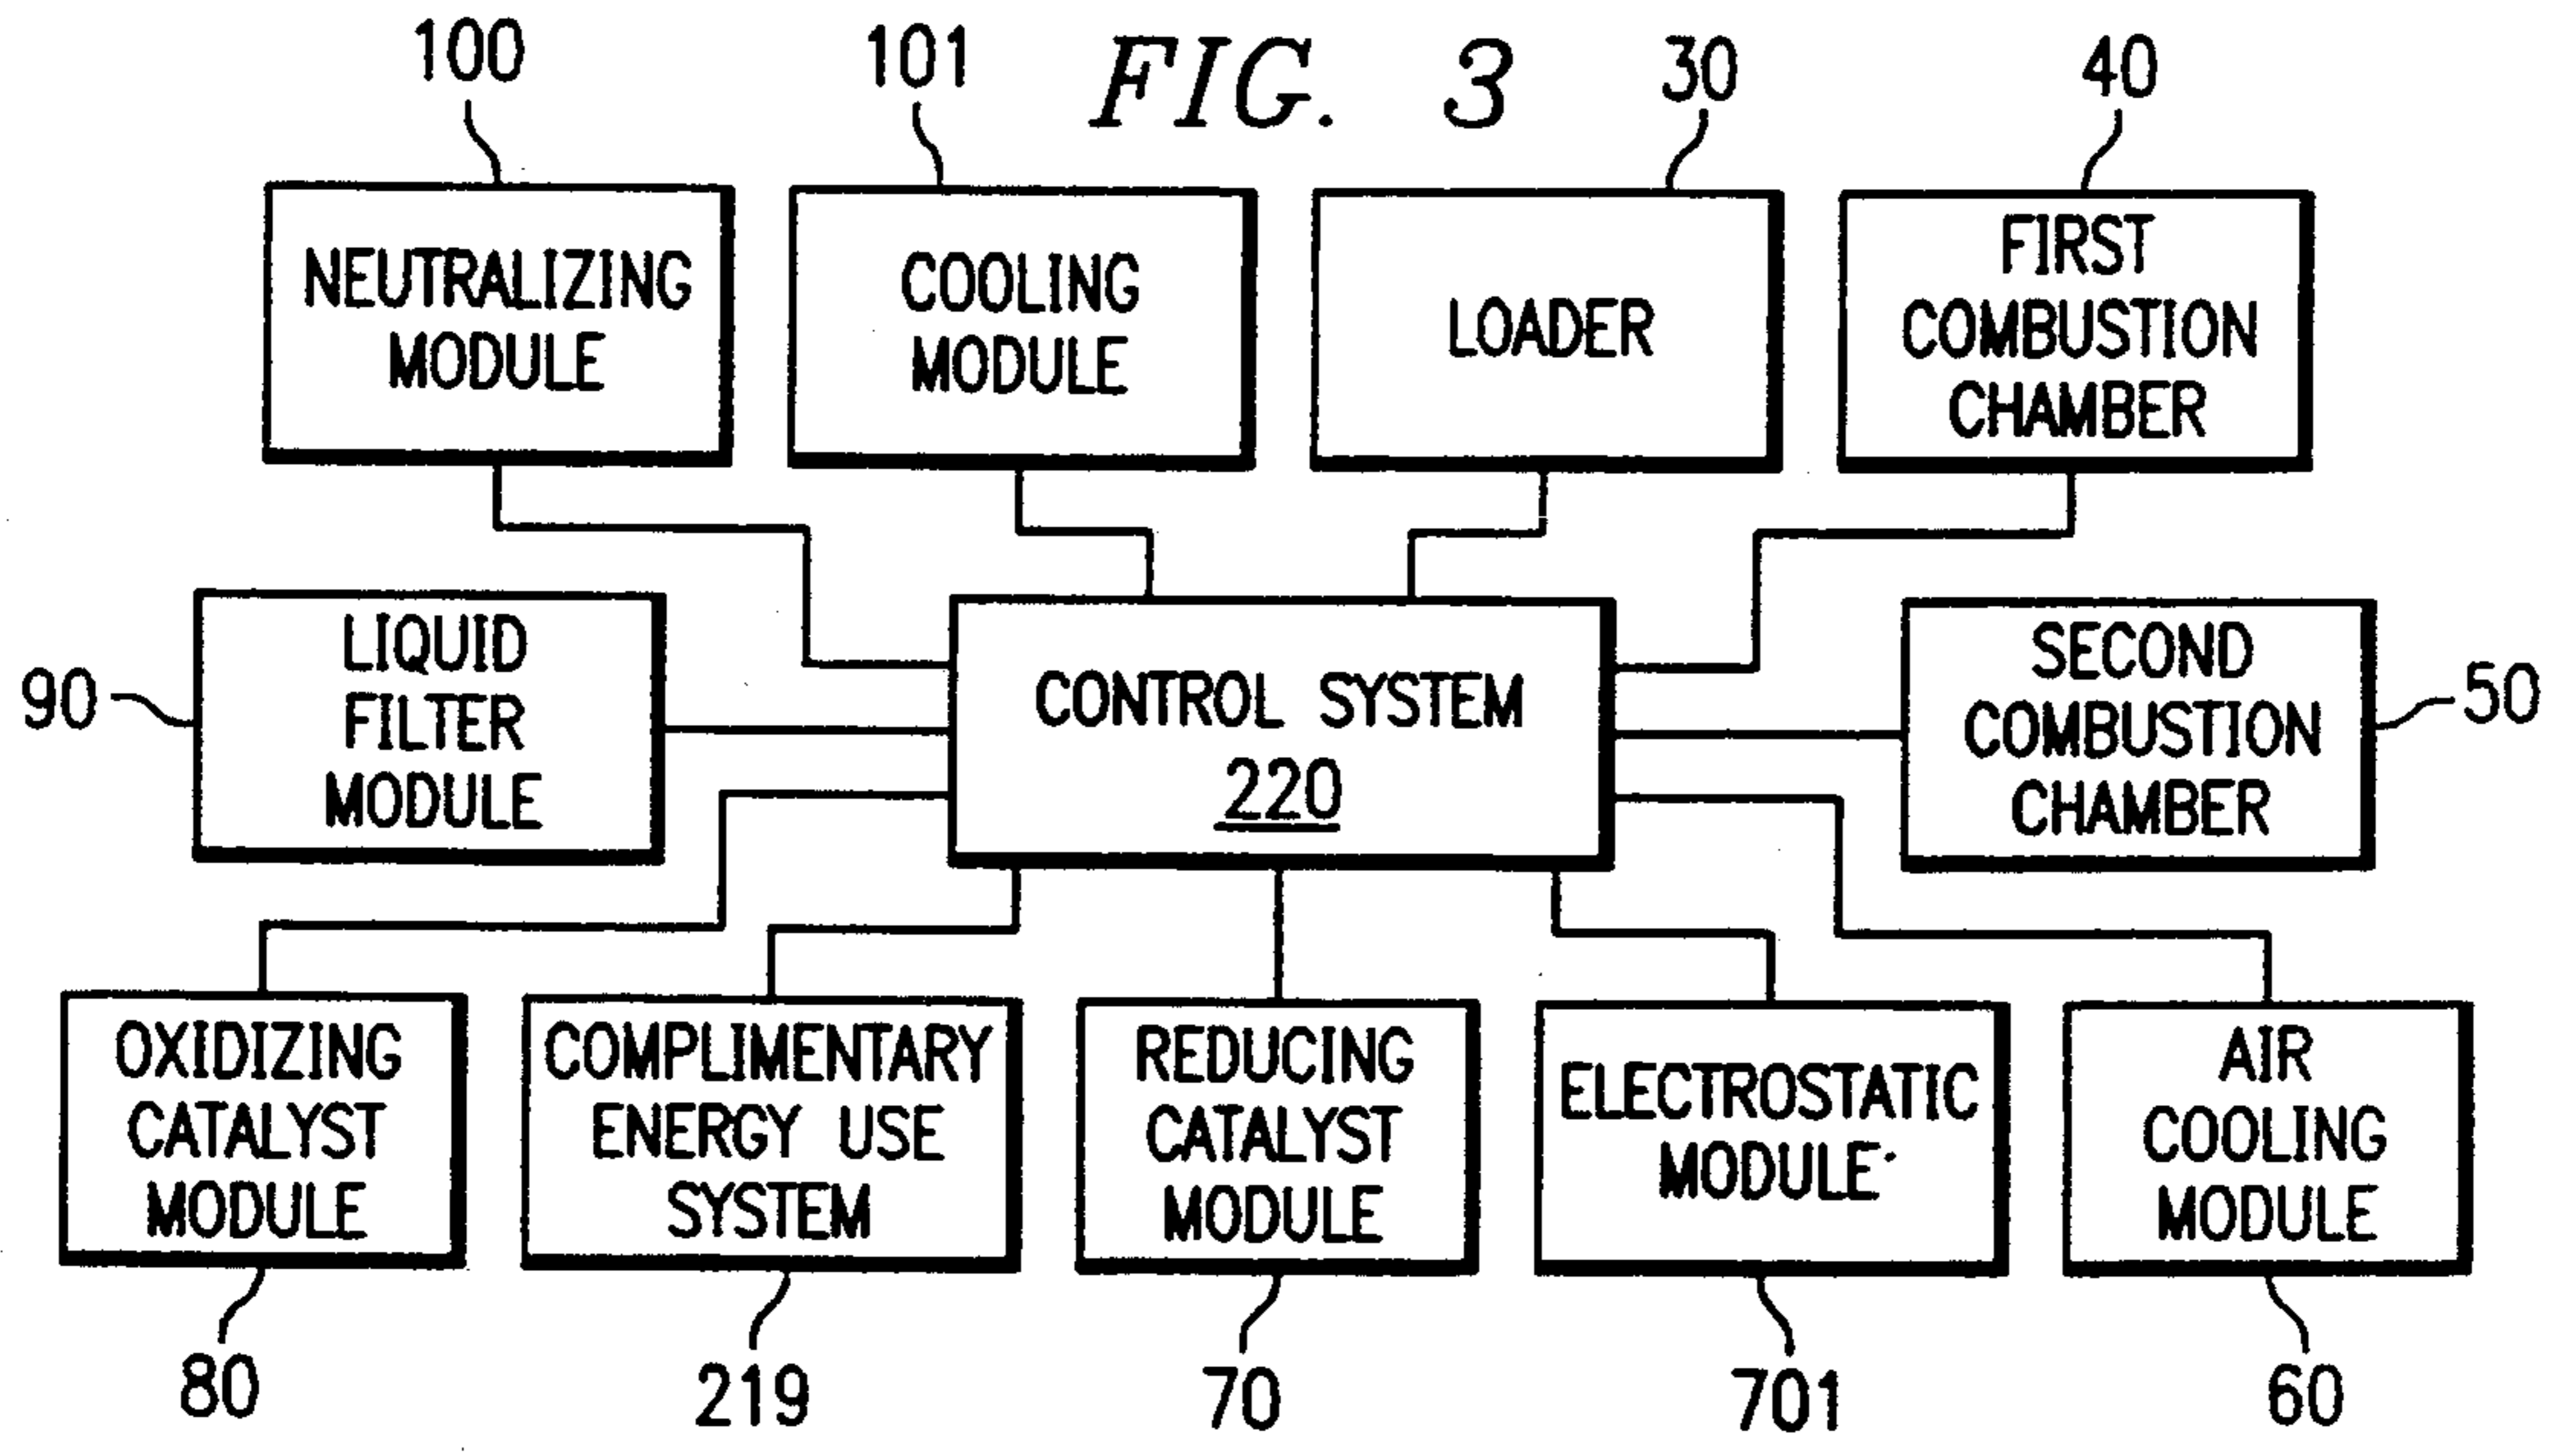 100
101
FIG. 3
30
40
NEUTRALIZING
MODULE
COOLING
MODULE
LOADER
FIRST
COMBUSTION
CHAMBER
90
LIQUID
FILTER
MODULE
CONTROL SYSTEM
220
SECOND
COMBUSTION
CHAMBER
50
OXIDIZING
CATALYST
MODULE
COMPLIMENTARY
ENERGY USE
SYSTEM
REDUCING
CATALYST
MODULE
ELECTROSTATIC
MODULE
AIR
COOLING
MODULE
80
219
70
701
60